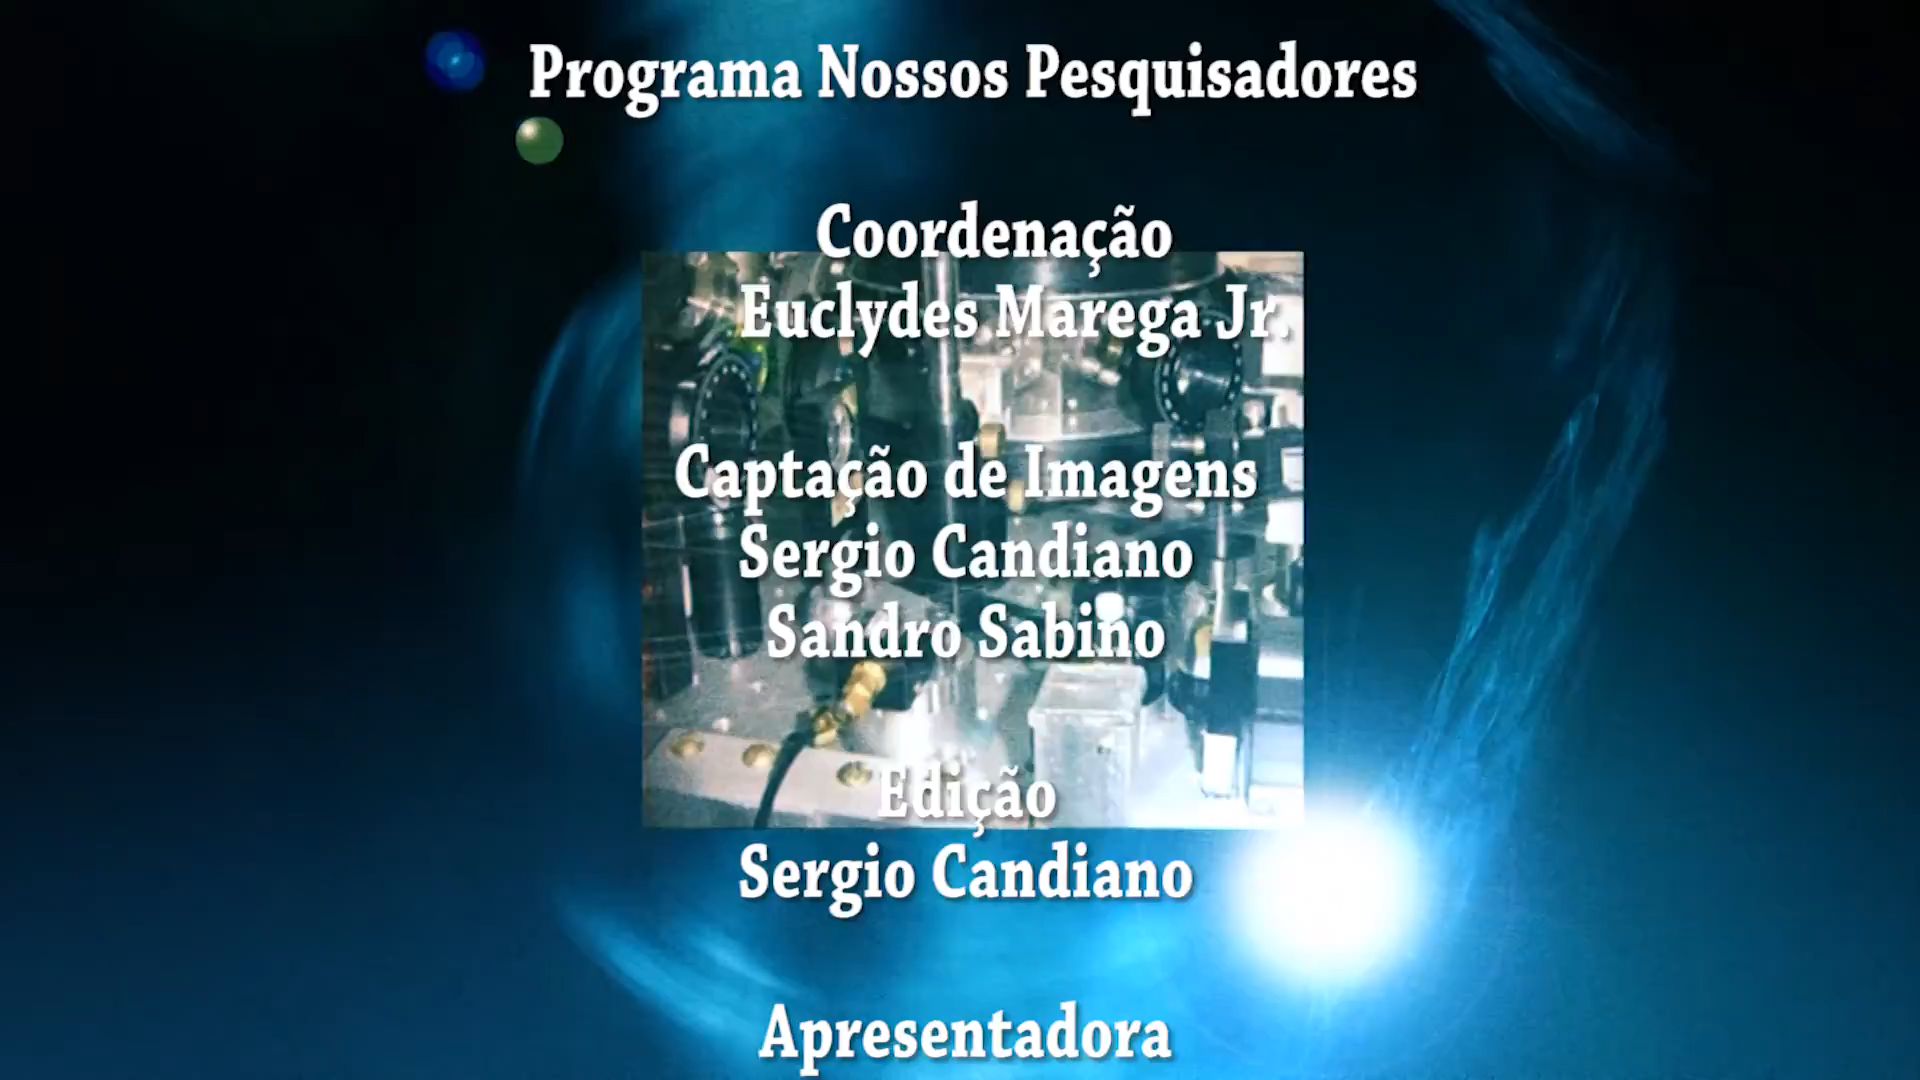 Programa Nossos Pesquisadores
Coordenação
Euclydes Marega Jr.
Captação de Imagens
Sergio Candiano
Sandro Sabino
Edição
Sergio Candiano
Apresentadora